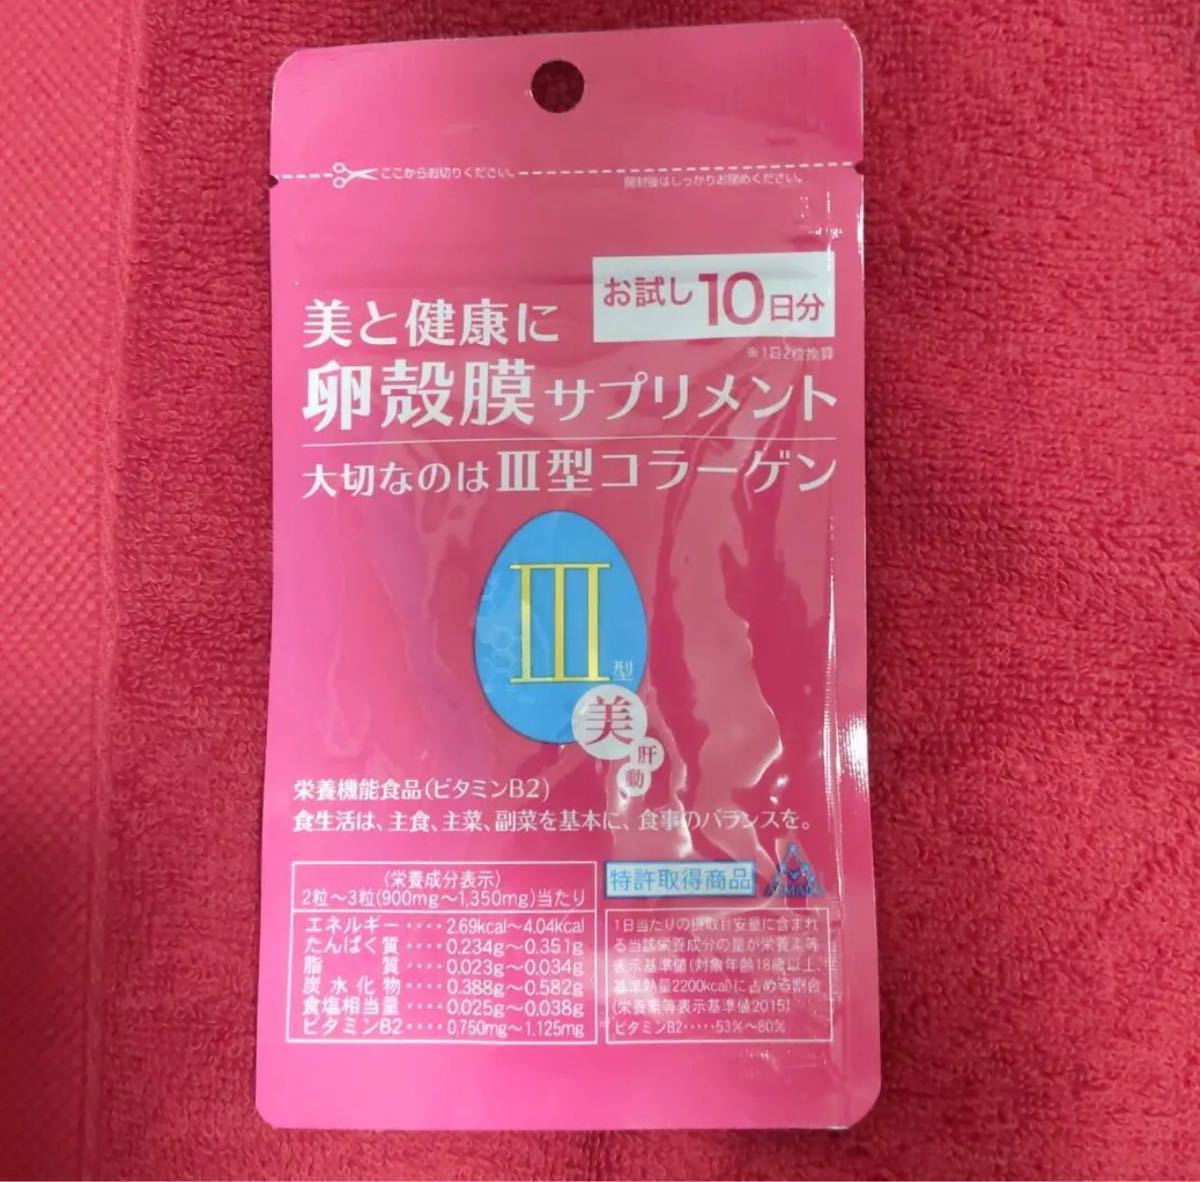 ここからお切りください。
開封後はしっかりお閉めください。
お試し10日分
※1日2粒換算
美と健康に
卵殻膜サプリメント
大切なのはⅢ型コラーゲン
Ⅲ型
美
肝
動
栄養機能食品(ビタミンB2)
食生活は、主食、主菜、副菜を基本に、食事のバランスを。
〈栄養成分表示〉
2粒〜3粒(900mg〜1,350mg)当たり
エネルギー････2.69kcal〜4.04kcal
たんぱく質････0.234g〜0.351g
脂質････0.023g〜0.034g
炭水化物････0.388g〜0.582g
食塩相当量････0.025g〜0.038g
ビタミンB2････0.750mg〜1.125mg
特許取得商品
1日当たりの摂取目安量に含まれ
る当該栄養成分の量が栄養素等
表示基準値(対象年齢18歳以上、
基準熱量2200kcal)に占める割合
(栄養素等表示基準値2015)
ビタミンB2･････53%〜80%